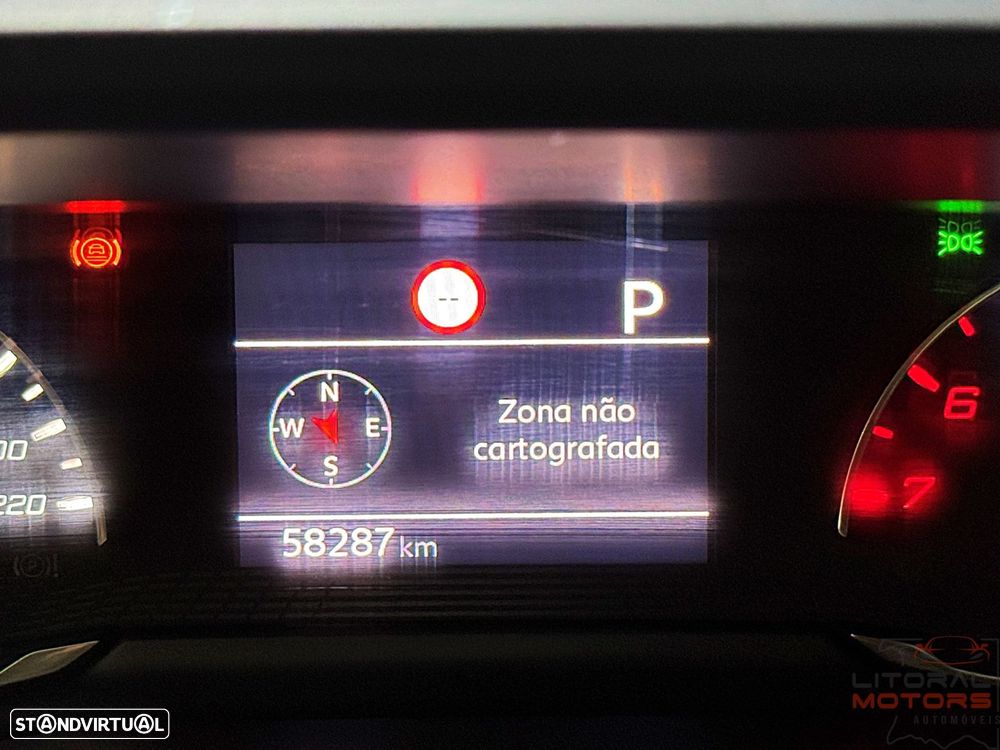 --
P
N
W E
S
Zona não
cartografada
58287 km
6
7
220
LITORAL
MOTORS
AUTOMÓVEIS
STANDVIRTUAL